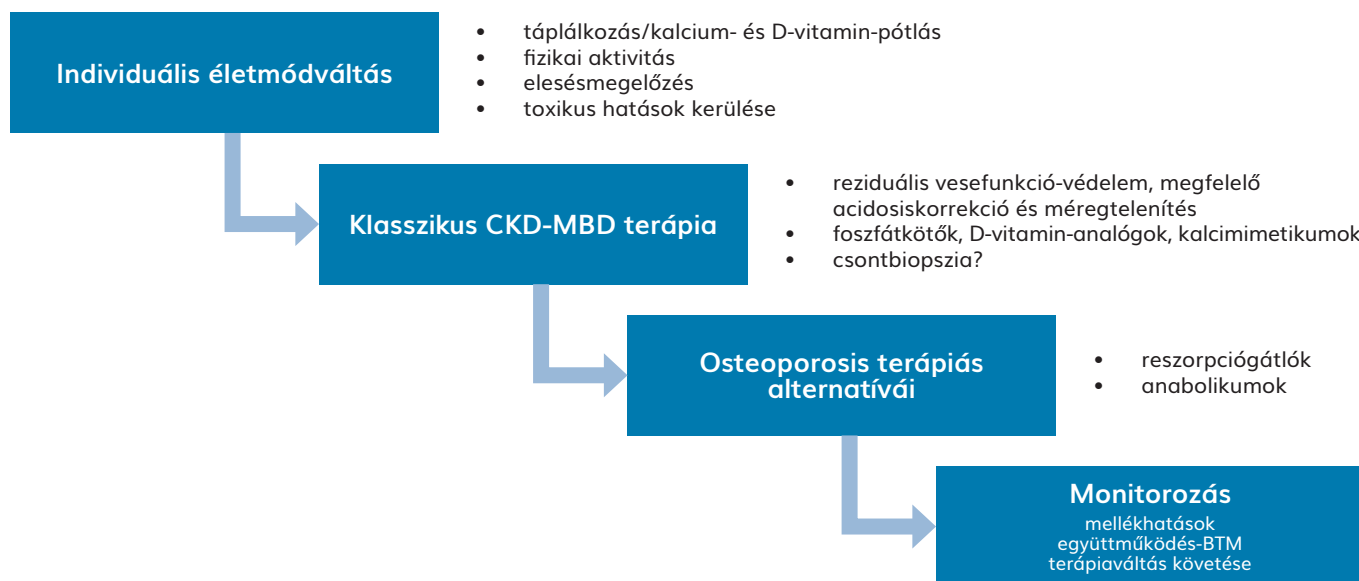 Individuális életmódváltás
• táplálkozás/kalcium- és D-vitamin-pótlás
• fizikai aktivitás
• elesésmegelőzés
• toxikus hatások kerülése
Klasszikus CKD-MBD terápia
• reziduális vesefunkció-védelem, megfelelő
acidosiskorrekció és méregtelenítés
• foszfátkötők, D-vitamin-analógok, kalcimimetikumok
• csontbiopszia?
Osteoporosis terápiás
alternatívái
• reszorpciógátlók
• anabolikumok
Monitorozás
mellékhatások
együttműködés-BTM
terápiaváltás követése